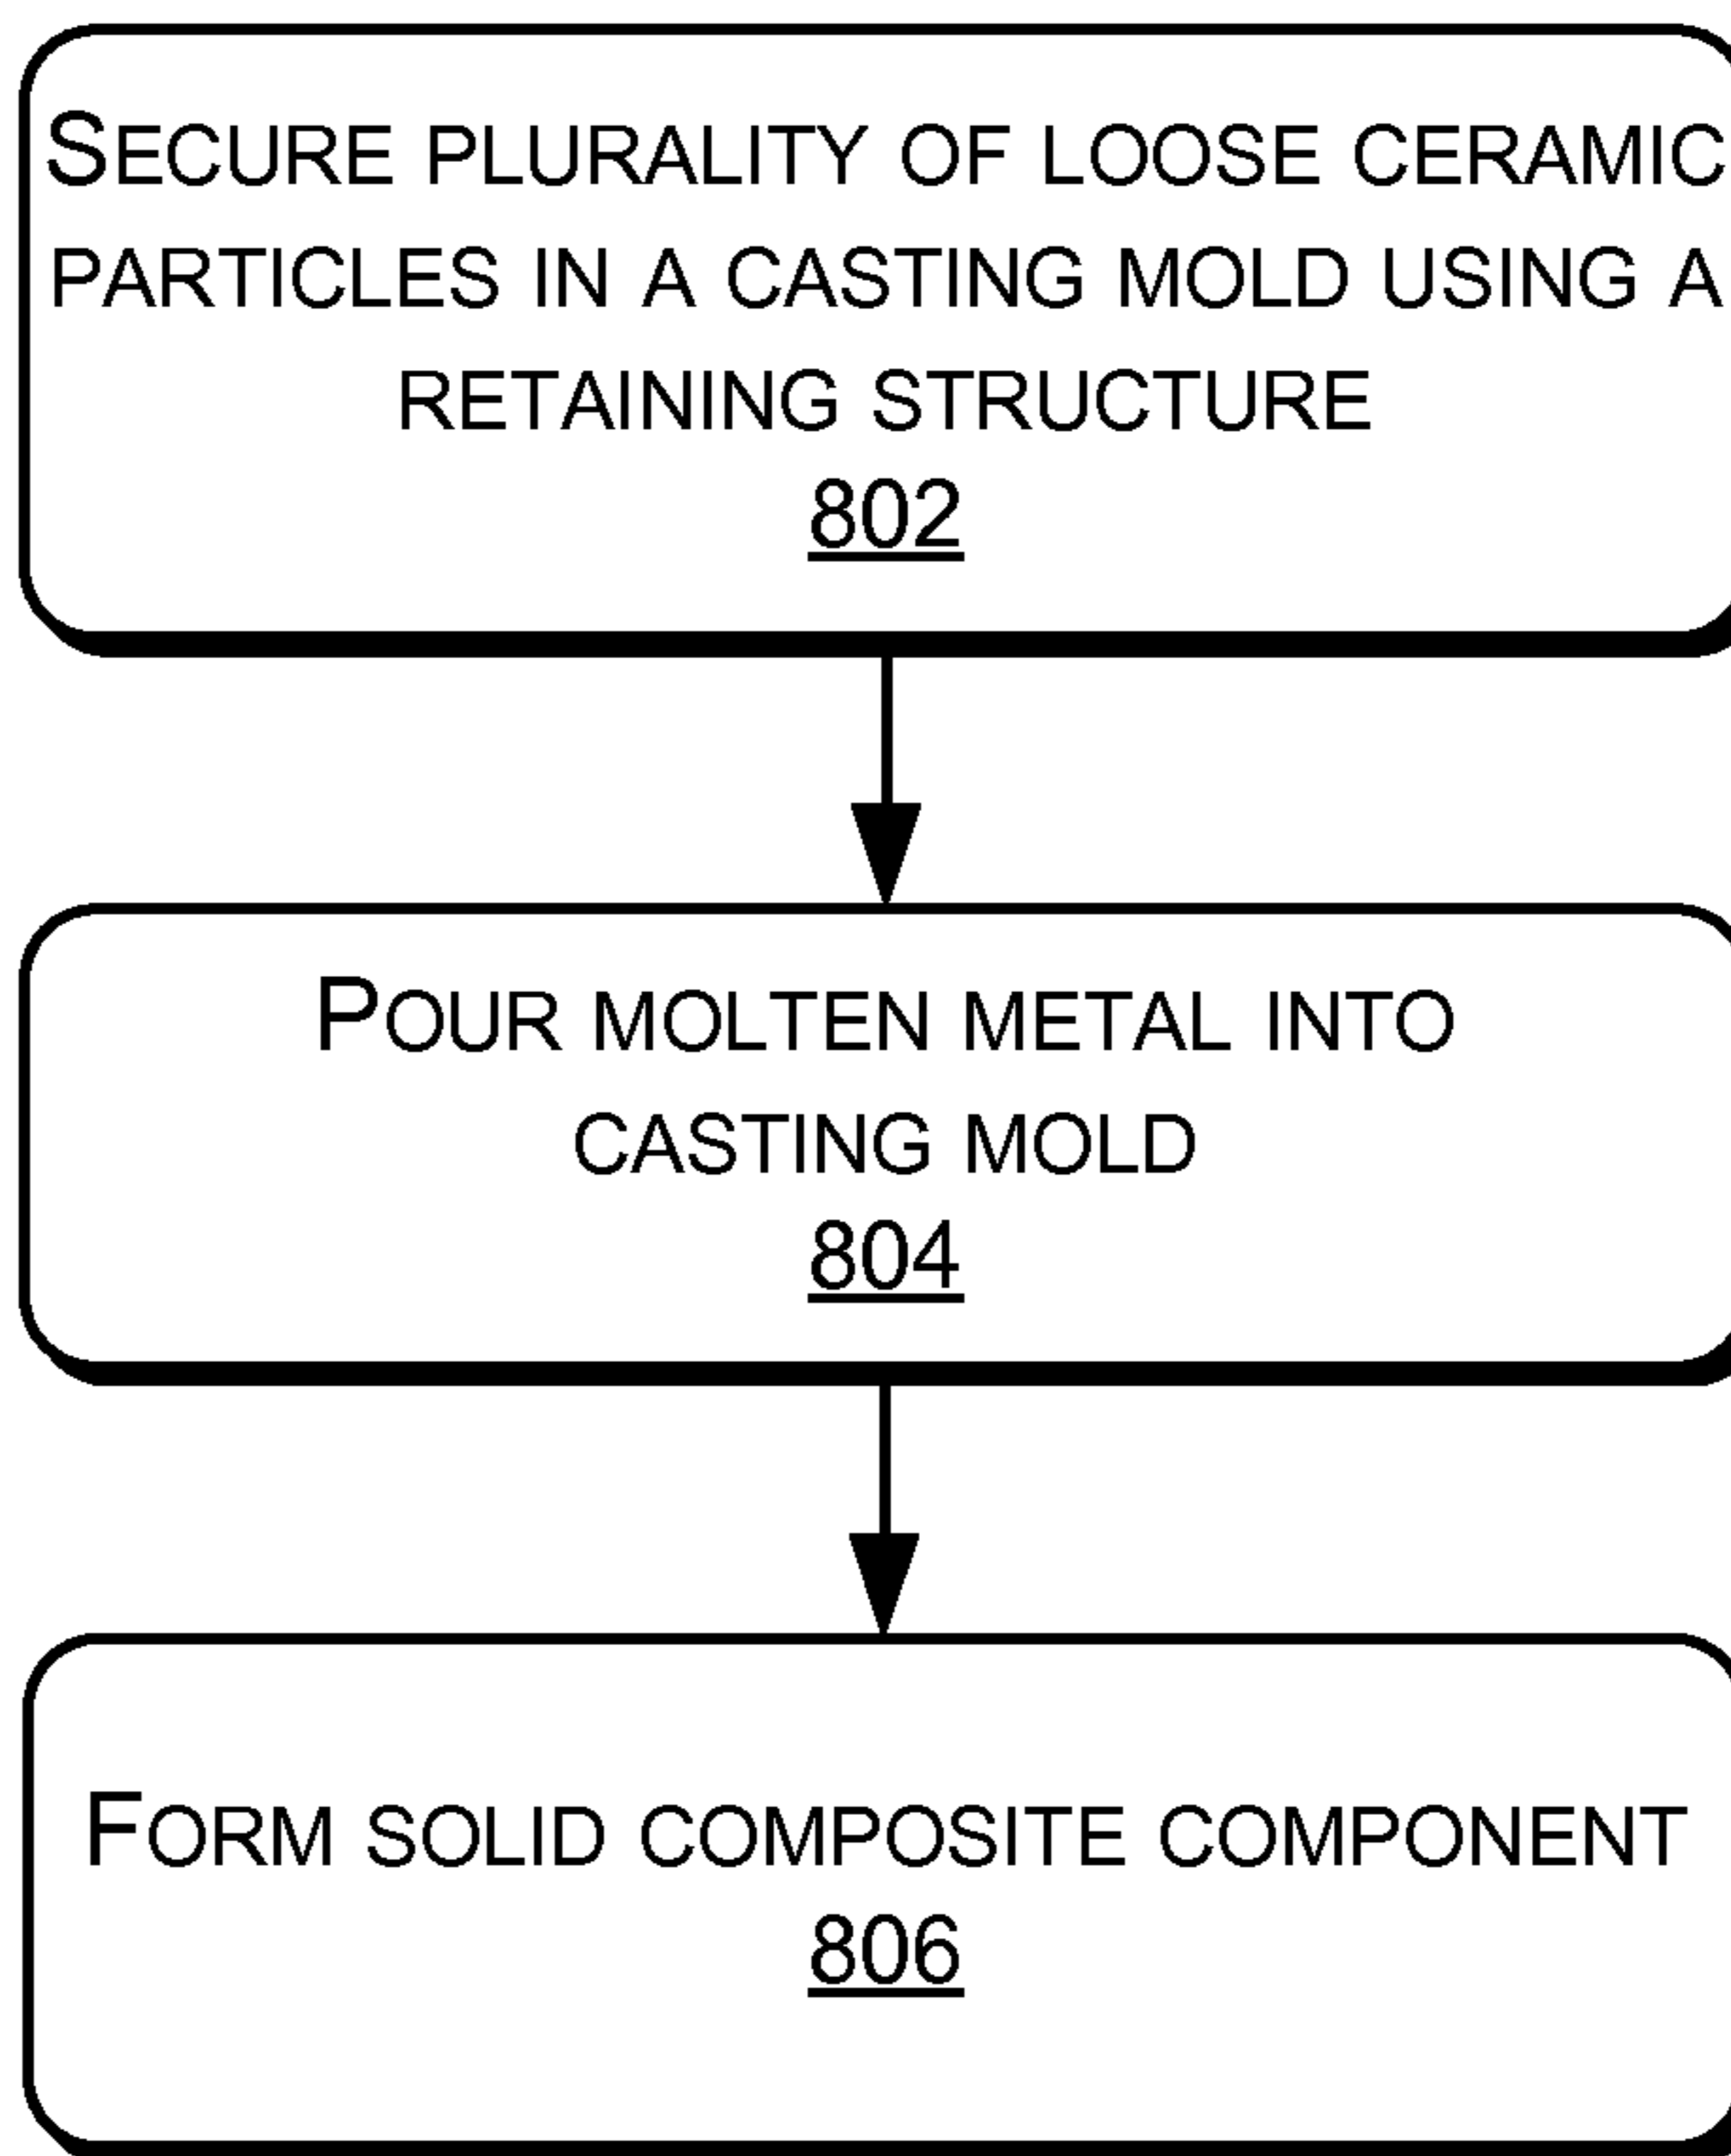 SECURE PLURALITY OF LOOSE CERAMIC
PARTICLES IN A CASTING MOLD USING A
RETAINING STRUCTURE
802
POUR MOLTEN METAL INTO
CASTING MOLD
804
FORM SOLID COMPOSITE COMPONENT
806